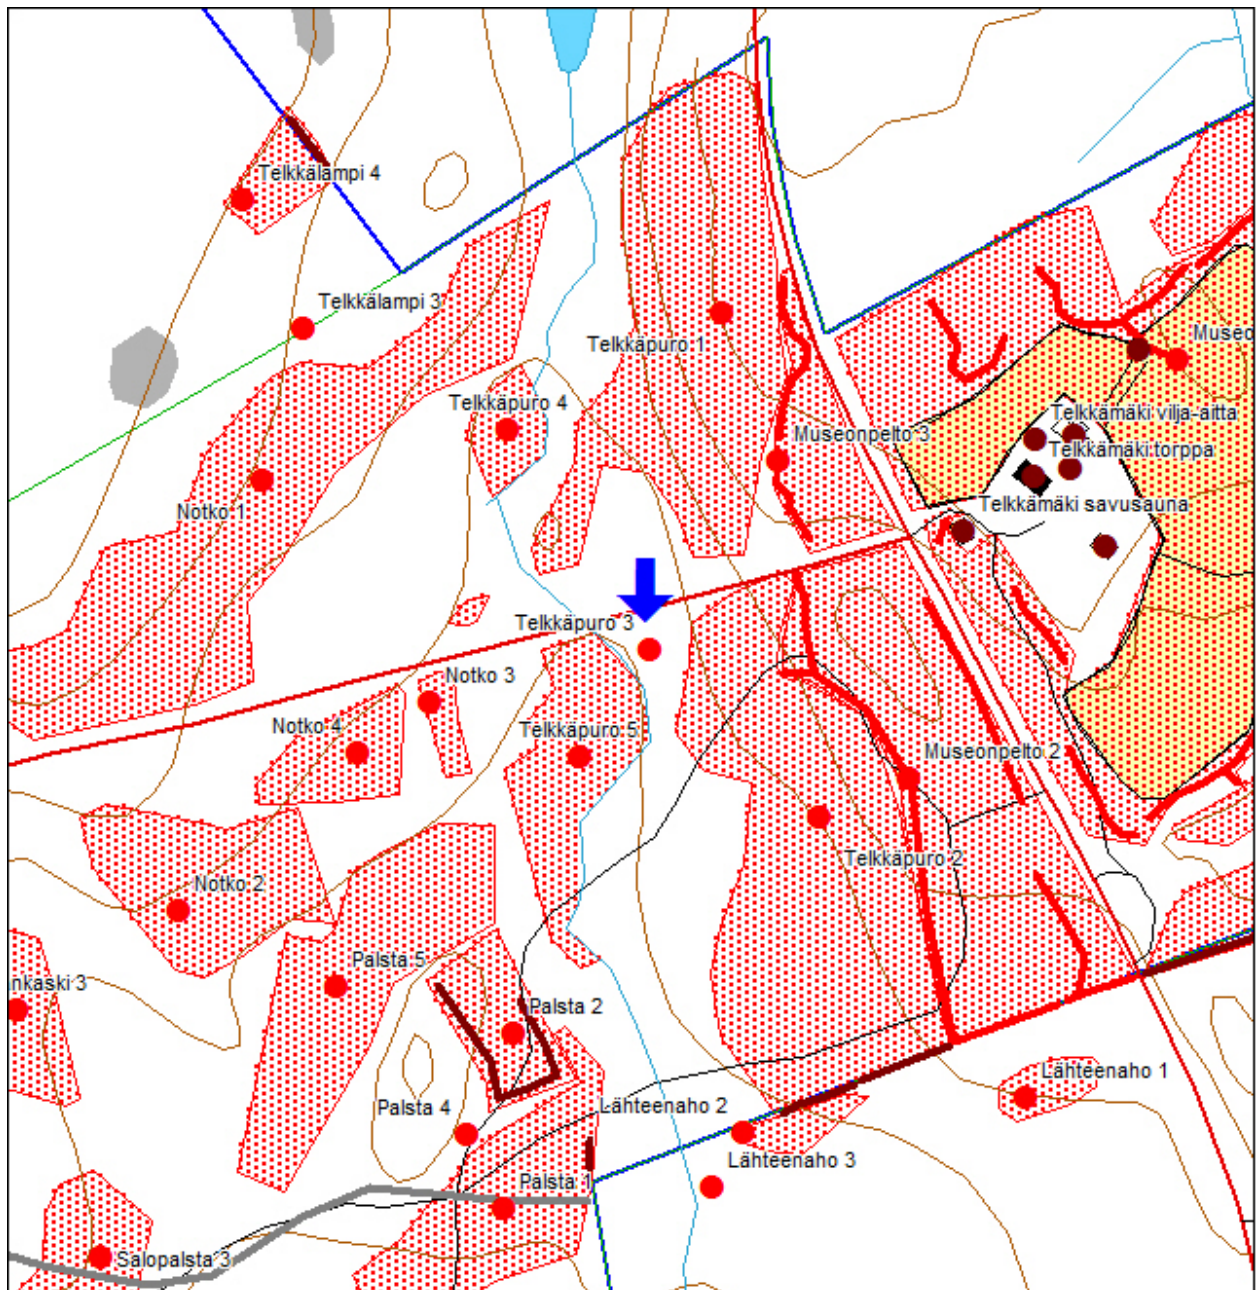 Telkkälampi 4
Telkkälampi 3
Telkkäpuro 1
Museo
Telkkäpuro 4
Telkkämäki vilja-aitta
Museonpelto 3
Telkkämäki torppa
Notko 1
Telkkämäki savusauna
Telkkäpuro 3
Notko 3
Notko 4
Telkkäpuro 5
Museonpelto 2
Telkkäpuro 2
Notko 2
Palsta 5
ankaski 3
Palsta 2
Lähteenaho 1
Palsta 4
Lähteenaho 2
Lähteenaho 3
Palsta 1
Salopalsta 3